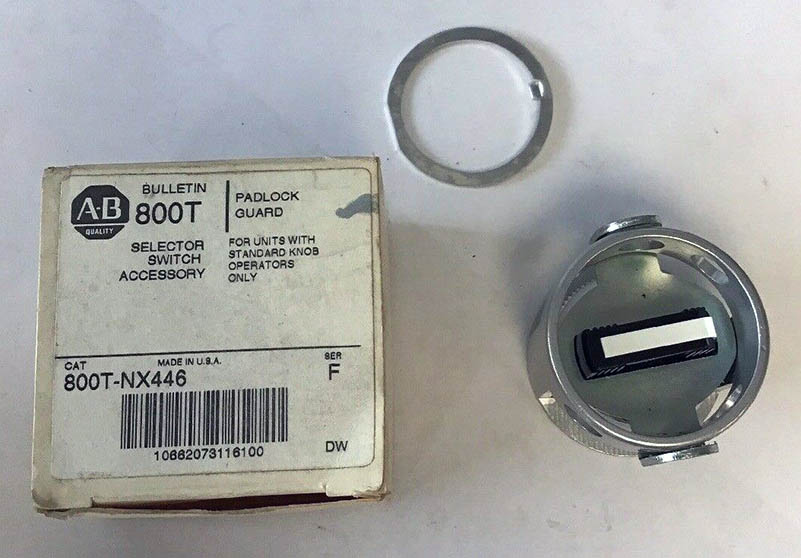 A-B
QUALITY
BULLETIN
800T
SELECTOR
SWITCH
ACCESSORY
PADLOCK
GUARD
FOR UNITS WITH
STANDARD KNOB
OPERATORS
ONLY
CAT
MADE IN U.S.A.
SER
800T-NX446
F
10662073116100
DW